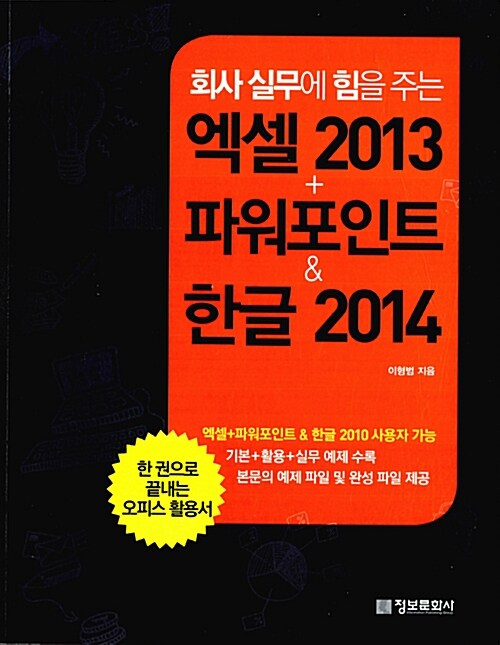 회사 실무에 힘을 주는
엑셀 2013
+
파워포인트
&
한글 2014
이형범 지음
엑셀+파워포인트 & 한글 2010 사용자 가능
기본+활용+실무 예제 수록
본문의 예제 파일 및 완성 파일 제공
한 권으로
끝내는
오피스 활용서
정보문화사